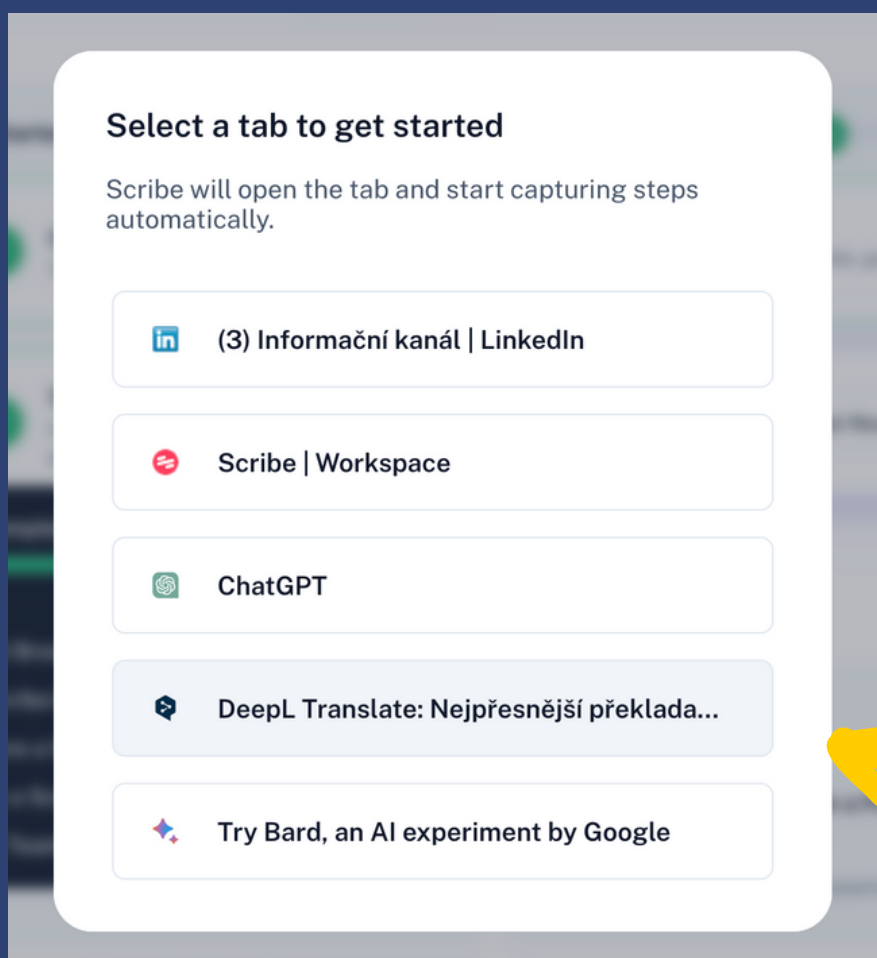 Select a tab to get started
Scribe will open the tab and start capturing steps
automatically.
(3) Informační kanál | LinkedIn
Scribe | Workspace
ChatGPT
DeepL Translate: Nejpřesnější překlada...
Try Bard, an AI experiment by Google